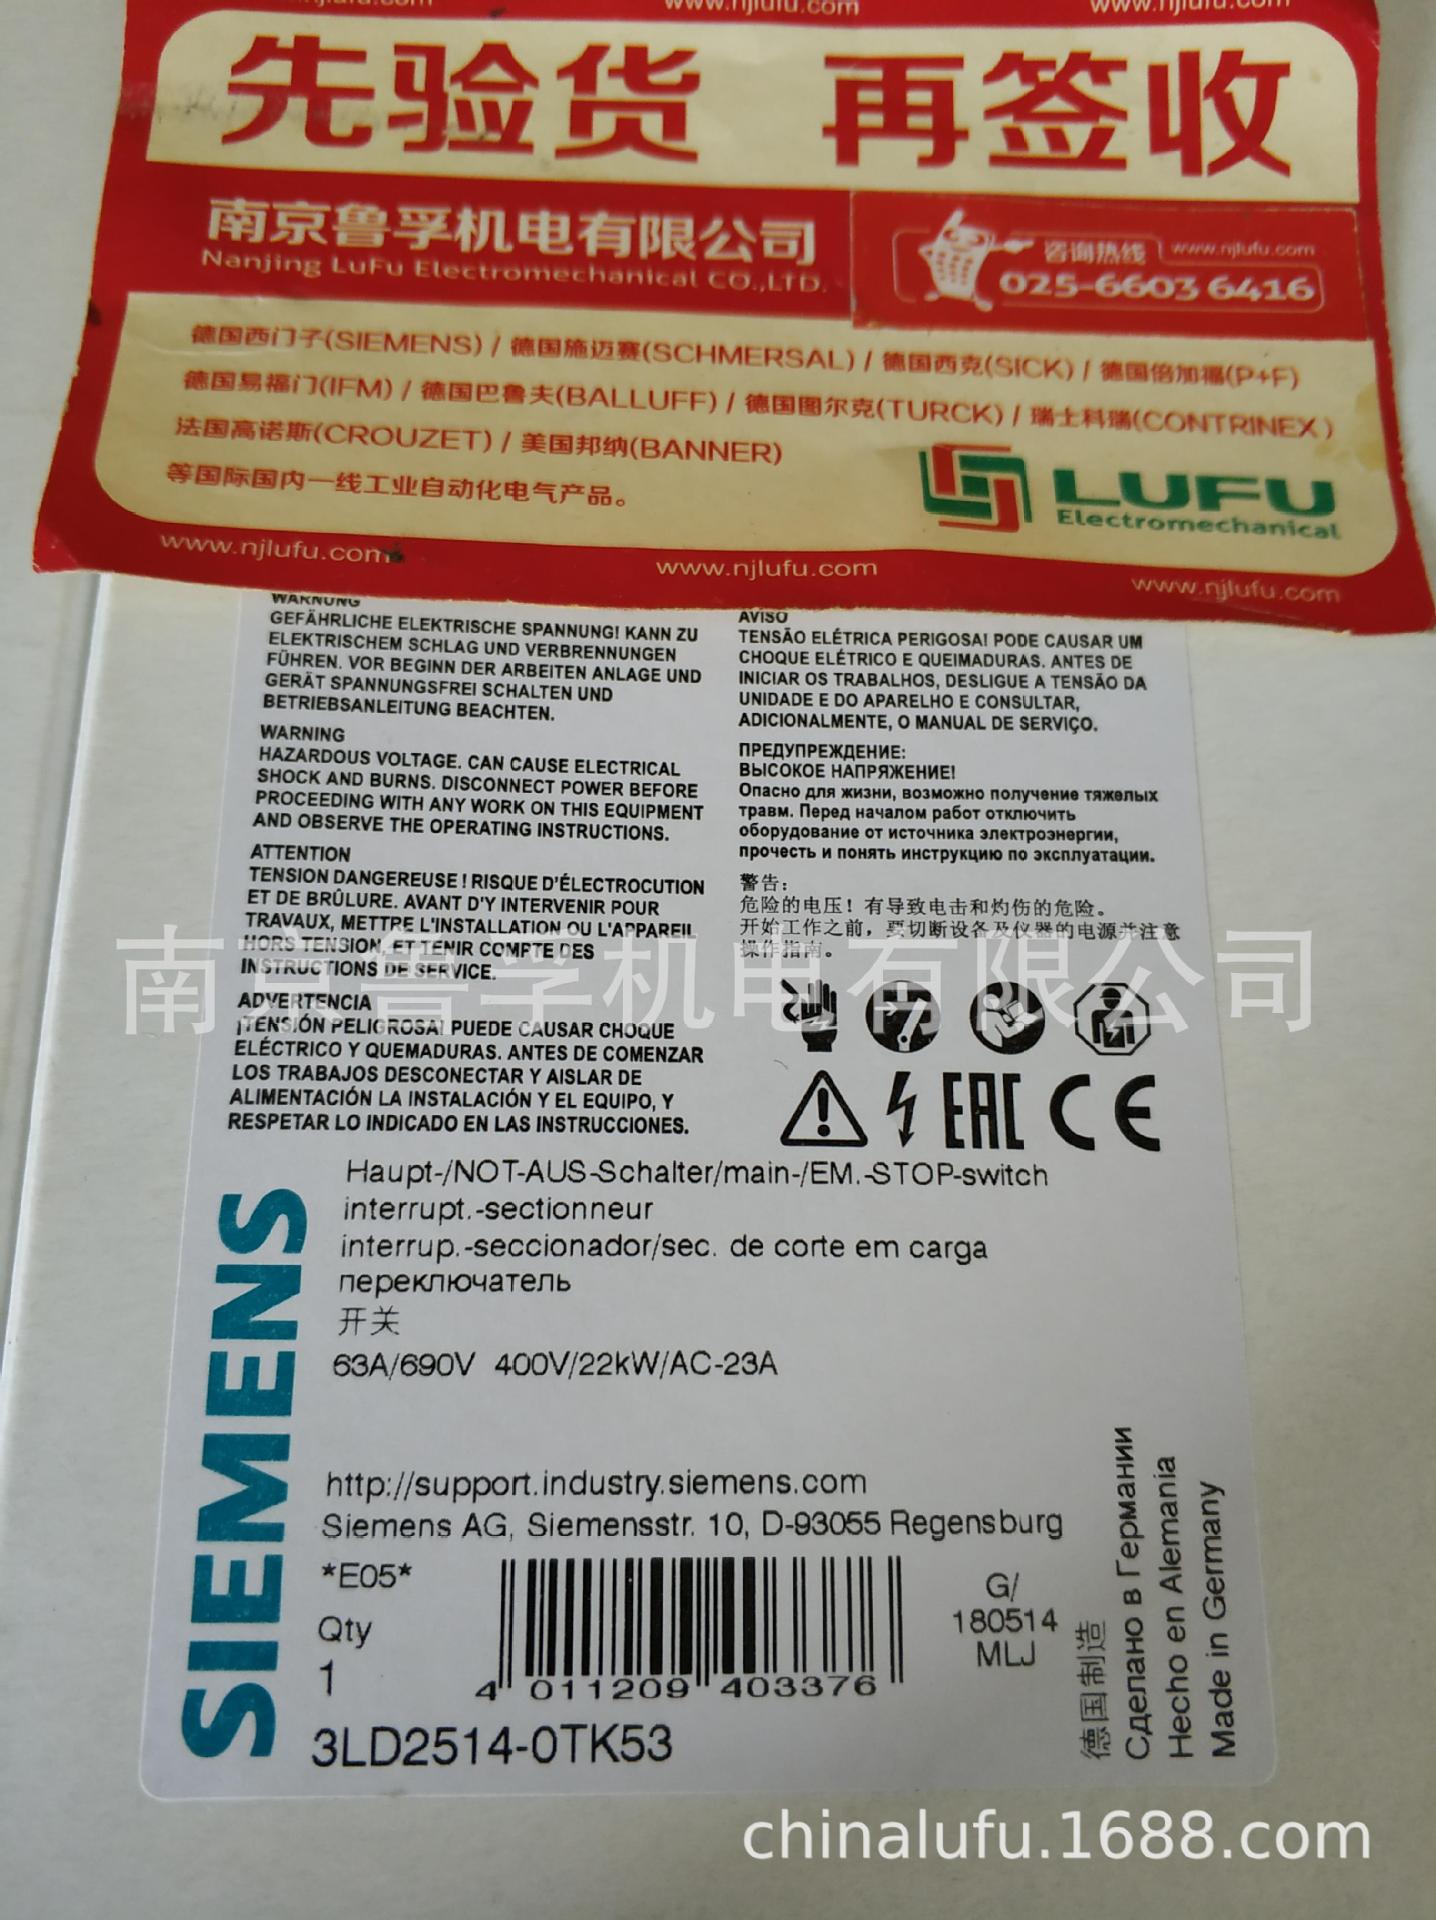 www.njlufu.com
www.njlufu.com
www.njlufu.com
先验货 再签收
南京鲁孚机电有限公司
Nanjing LuFu Electromechanical CO.,LTD.
咨询热线 www.njlufu.com
025-6603 6416
德国西门子(SIEMENS) / 德国施迈赛(SCHMERSAL) / 德国西克(SICK) / 德国倍加福(P+F)
德国易福门(IFM) / 德国巴鲁夫(BALLUFF) / 德国图尔克(TURCK) / 瑞士科瑞(CONTRINEX)
法国高诺斯(CROUZET) / 美国邦纳(BANNER)
等国际国内一线工业自动化电气产品。
LUFU
Electromechanical
www.njlufu.com
www.njlufu.com
www.njlufu.com
WARNUNG
GEFÄHRLICHE ELEKTRISCHE SPANNUNG! KANN ZU
ELEKTRISCHEM SCHLAG UND VERBRENNUNGEN
FÜHREN. VOR BEGINN DER ARBEITEN ANLAGE UND
GERÄT SPANNUNGSFREI SCHALTEN UND
BETRIEBSANLEITUNG BEACHTEN.
WARNING
HAZARDOUS VOLTAGE. CAN CAUSE ELECTRICAL
SHOCK AND BURNS. DISCONNECT POWER BEFORE
PROCEEDING WITH ANY WORK ON THIS EQUIPMENT
AND OBSERVE THE OPERATING INSTRUCTIONS.
ATTENTION
TENSION DANGEREUSE ! RISQUE D'ÉLECTROCUTION
ET DE BRÛLURE. AVANT D'Y INTERVENIR POUR
TRAVAUX, METTRE L'INSTALLATION OU L'APPAREIL
HORS TENSION, ET TENIR COMPTE DES
INSTRUCTIONS DE SERVICE.
ADVERTENCIA
¡TENSIÓN PELIGROSA! PUEDE CAUSAR CHOQUE
ELÉCTRICO Y QUEMADURAS. ANTES DE COMENZAR
LOS TRABAJOS DESCONECTAR Y AISLAR DE
ALIMENTACIÓN LA INSTALACIÓN Y EL EQUIPO, Y
RESPETAR LO INDICADO EN LAS INSTRUCCIONES.
AVISO
TENSÃO ELÉTRICA PERIGOSA! PODE CAUSAR UM
CHOQUE ELÉTRICO E QUEIMADURAS. ANTES DE
INICIAR OS TRABALHOS, DESLIGUE A TENSÃO DA
UNIDADE E DO APARELHO E CONSULTAR,
ADICIONALMENTE, O MANUAL DE SERVIÇO.
ПРЕДУПРЕЖДЕНИЕ:
ВЫСОКОЕ НАПРЯЖЕНИЕ!
Опасно для жизни, возможно получение тяжелых
травм. Перед началом работ отключить
оборудование от источника электроэнергии,
прочесть и понять инструкцию по эксплуатации.
警告：
危险的电压！有导致电击和灼伤的危险。
开始工作之前，要切断设备及仪器的电源并注意
操作指南。
南京鲁孚机电有限公司
EAC CE
SIEMENS
Haupt-/NOT-AUS-Schalter/main-/EM.-STOP-switch
interrupt.-sectionneur
interrup.-seccionador/sec. de corte em carga
переключатель
开关
63A/690V 400V/22kW/AC-23A
http://support.industry.siemens.com
Siemens AG, Siemensstr. 10, D-93055 Regensburg
*E05*
Qty
1
4 011209 403376
G/
180514
MLJ
3LD2514-0TK53
德国制造
Сделано в Германии
Hecho en Alemania
Made in Germany
chinalufu.1688.com